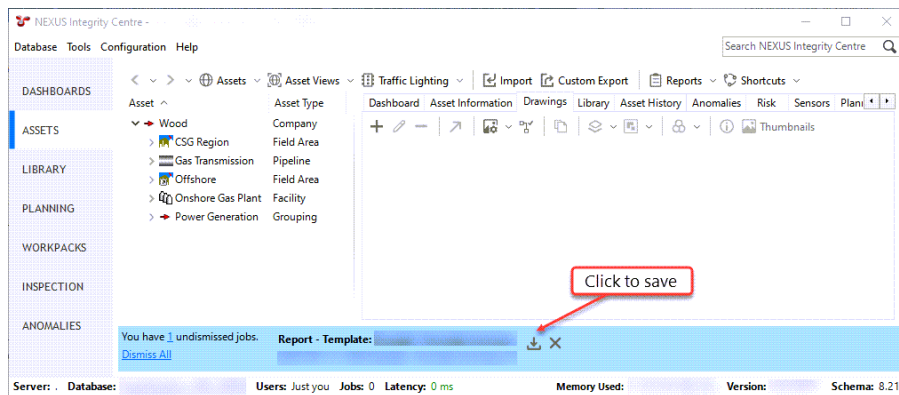 NEXUS Integrity Centre -
Database Tools Configuration Help
Search NEXUS Integrity Centre
DASHBOARDS
ASSETS
LIBRARY
PLANNING
WORKPACKS
INSPECTION
ANOMALIES
Assets Asset Views Traffic Lighting Import Custom Export Reports Shortcuts
Asset Asset Type
Wood Company
CSG Region Field Area
Gas Transmission Pipeline
Offshore Field Area
Onshore Gas Plant Facility
Power Generation Grouping
Dashboard Asset Information Drawings Library Asset History Anomalies Risk Sensors
Thumbnails
Click to save
You have 1 undismissed jobs. Report - Template:
Dismiss All
Server: . Database: Users: Just you Jobs: 0 Latency: 0 ms Memory Used: Version: Schema: 8.21